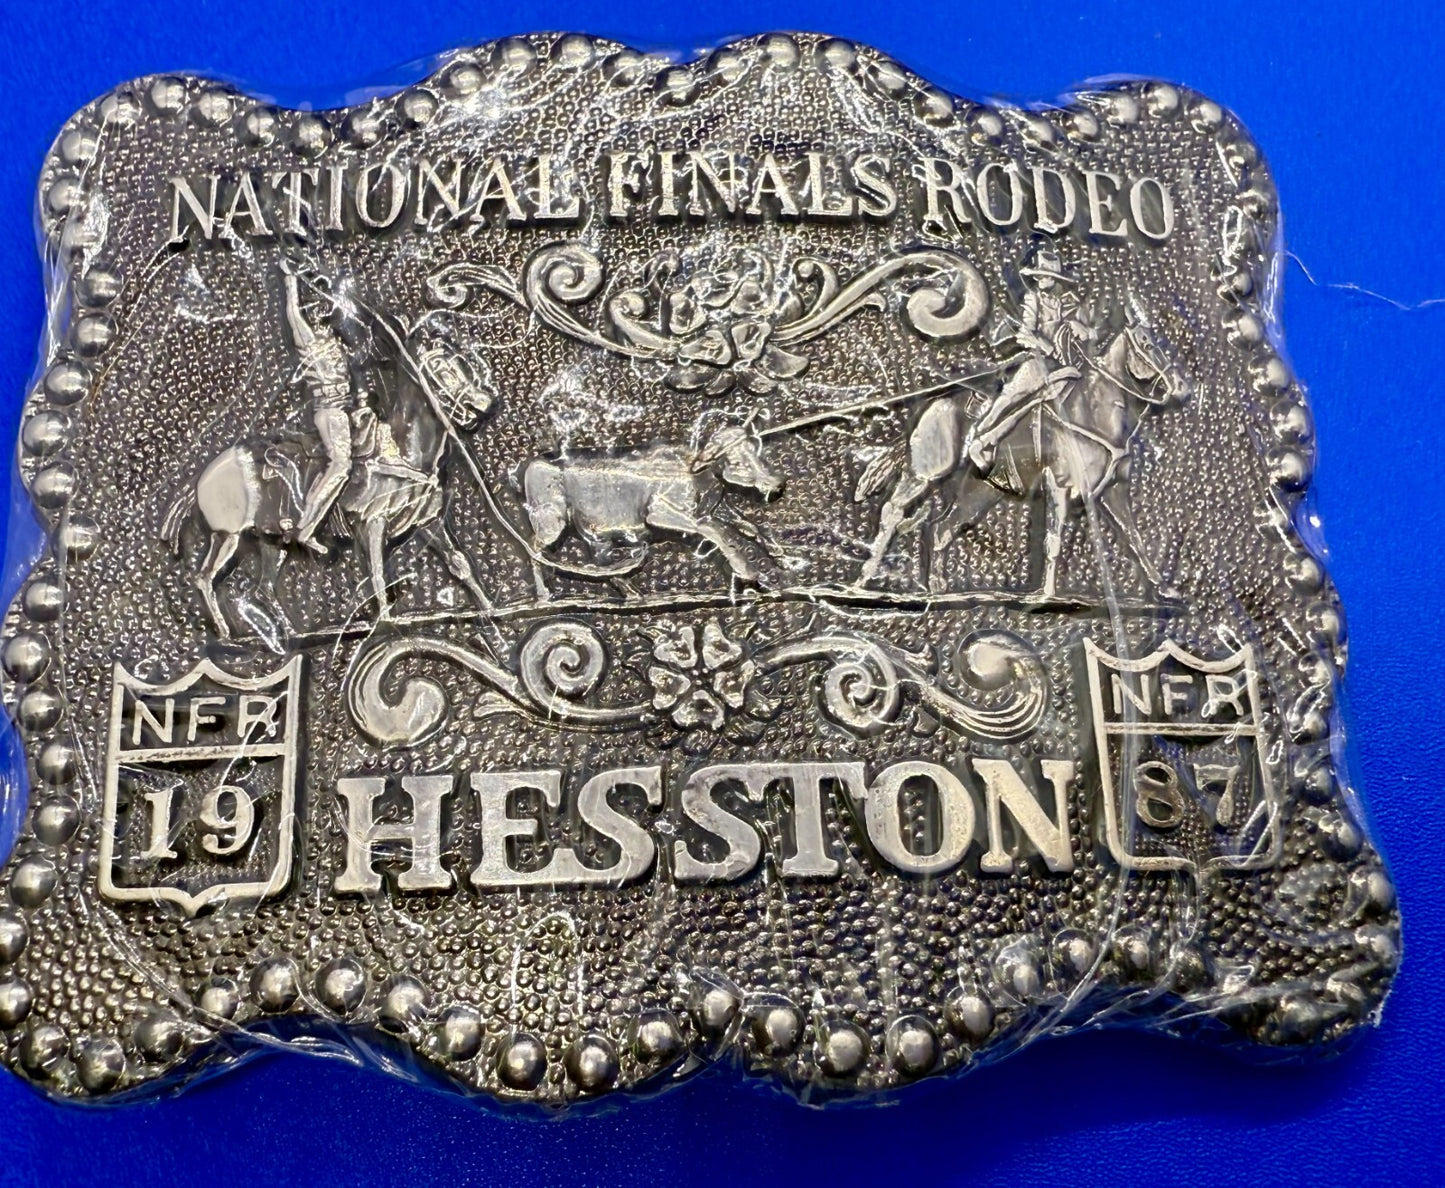 NATIONAL FINALS RODEO
NFR
19
HESSTON
NFR
87